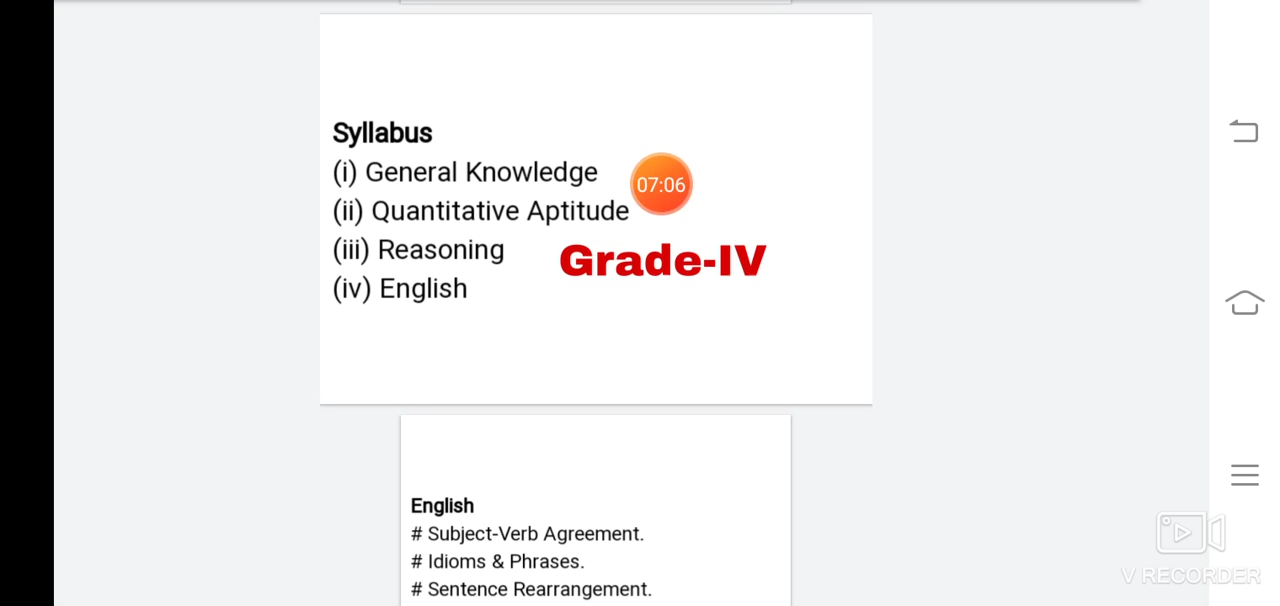 Syllabus
(i) General Knowledge
07:06
(ii) Quantitative Aptitude
(iii) Reasoning
Grade-IV
(iv) English
English
# Subject-Verb Agreement.
# Idioms & Phrases.
# Sentence Rearrangement.
V RECORDER